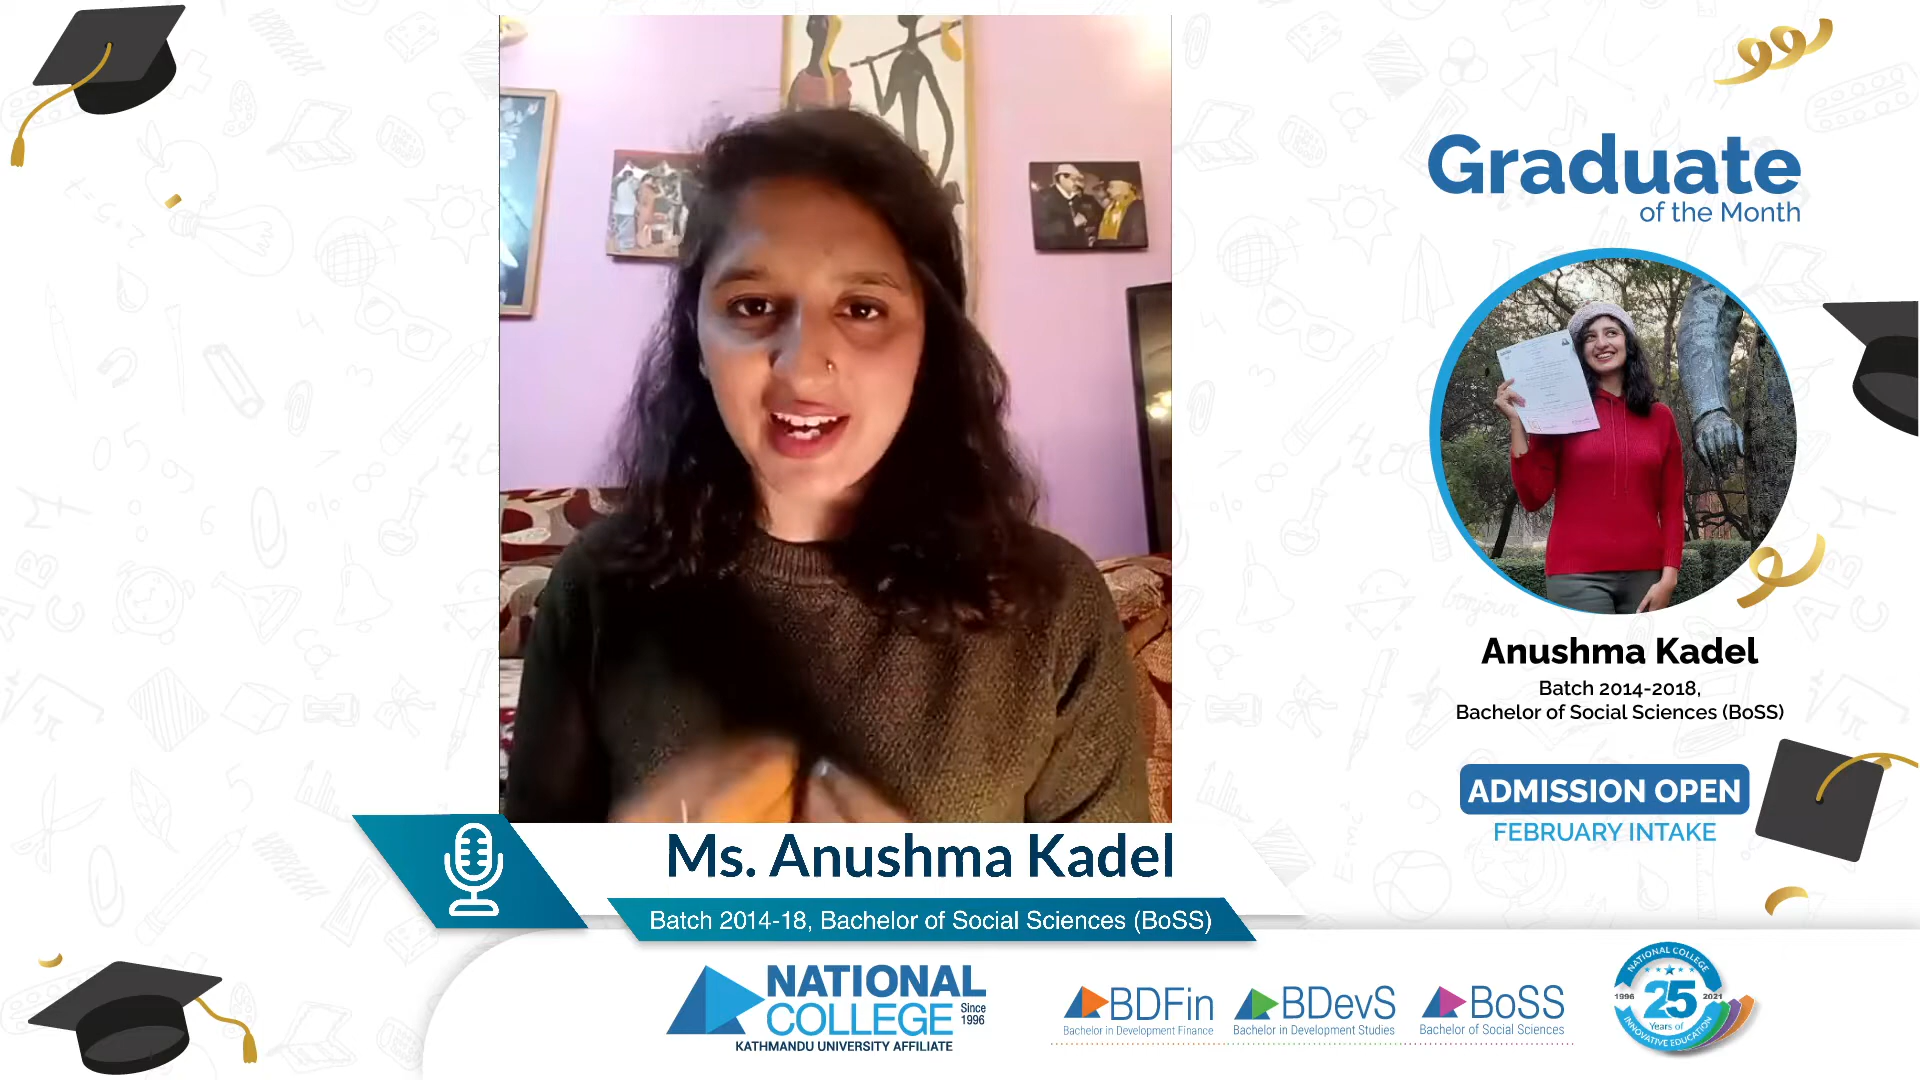 Graduate
of the Month
Anushma Kadel
Batch 2014-2018,
Bachelor of Social Sciences (BoSS)
ADMISSION OPEN
FEBRUARY INTAKE
Ms. Anushma Kadel
Batch 2014-18, Bachelor of Social Sciences (BoSS)
NATIONAL
COLLEGE
Since
1996
KATHMANDU UNIVERSITY AFFILIATE
BDFin
Bachelor in Development Finance
BDevS
Bachelor in Development Studies
BoSS
Bachelor of Social Sciences
NATIONAL COLLEGE
1996
25
2021
Years of
INNOVATIVE EDUCATION